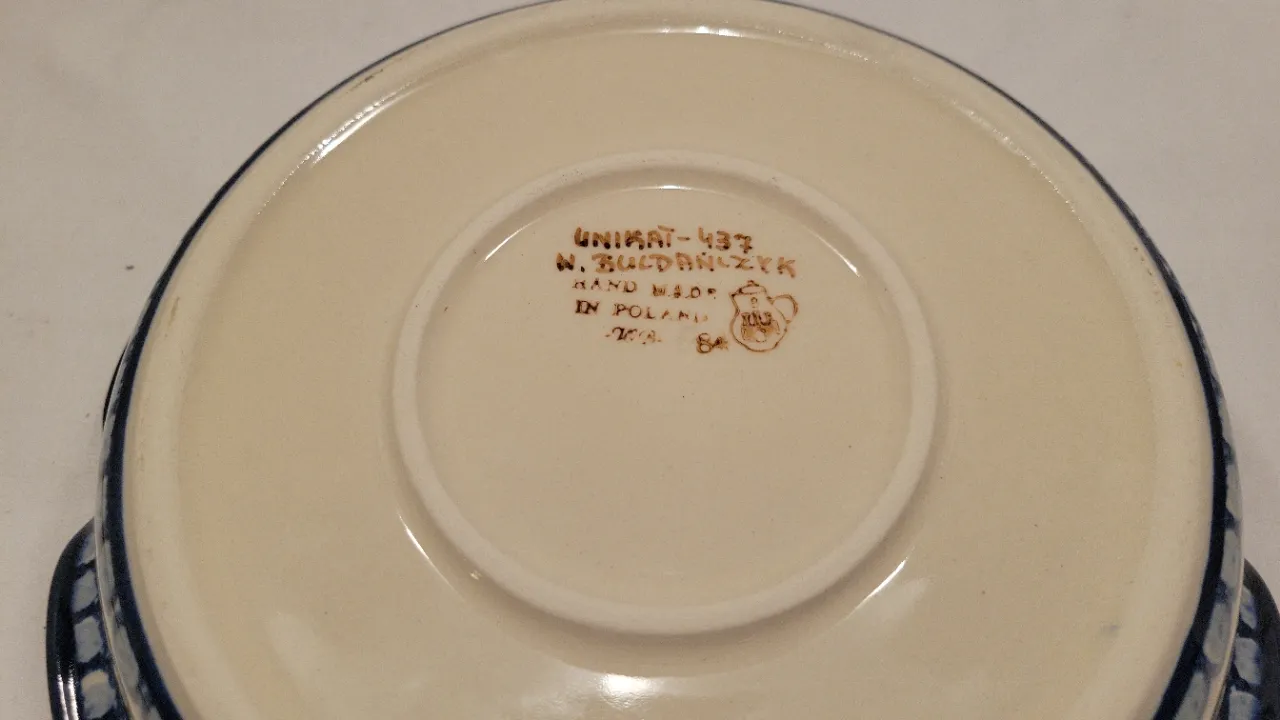 UNIKAT-437
N. BULDAŃCZYK
HAND MADE
IN POLAND
84